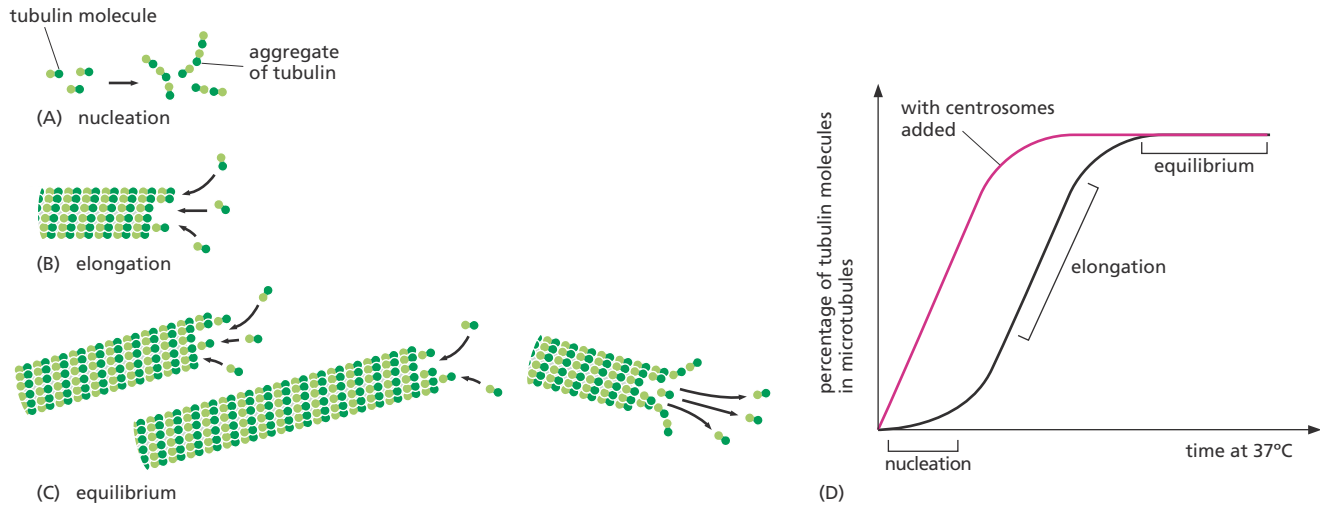 tubulin molecule
aggregate
of tubulin
(A) nucleation
(B) elongation
(C) equilibrium
percentage of tubulin molecules
in microtubules
with centrosomes
added
equilibrium
elongation
nucleation
time at 37°C
(D)